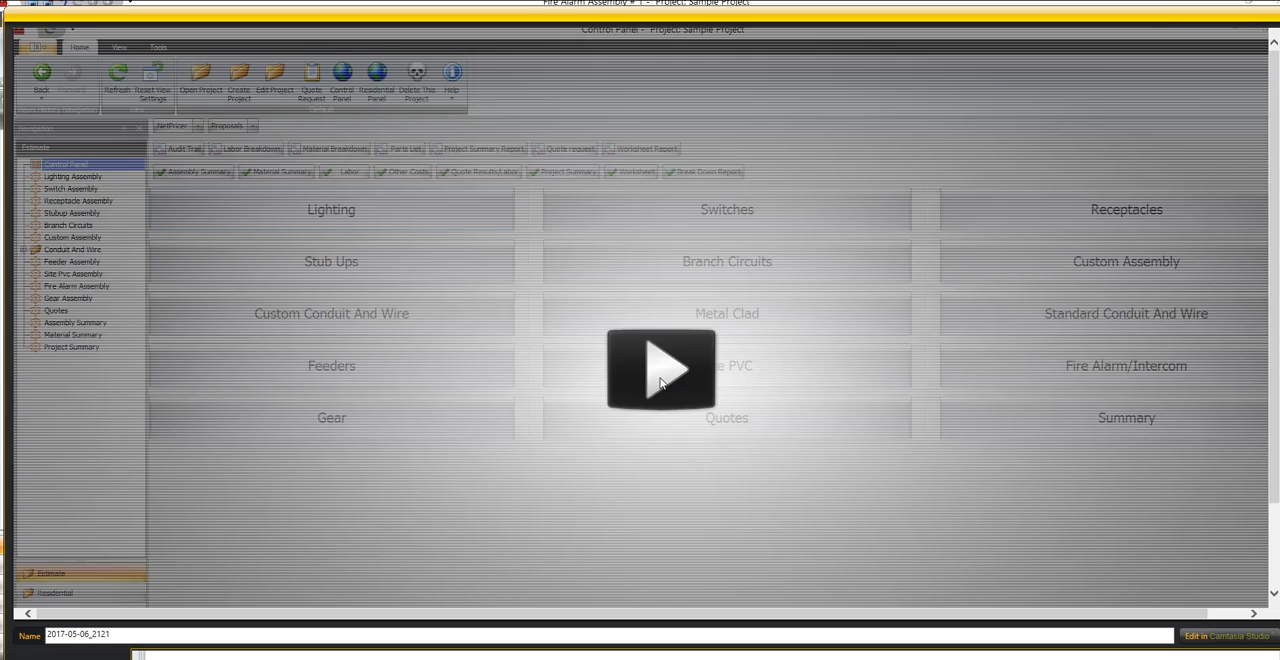 Fire Alarm Assembly # 1 - Project: Sample Project
Control Panel - Project: Sample Project
Home View Tools
Back Forward Refresh Reset View Settings Open Project Create Project Edit Project Quote Request Control Panel Residential Panel Delete This Project Help
Navigation
NetPricer Proposals
Estimate
Audit Trail Labor Breakdown Material Breakdown Parts List Project Summary Report Quote request Worksheet Report
Assembly Summary Material Summary Labor Other Costs Quote Results/Labor Project Summary Worksheet Break Down Report
Control Panel
Lighting Assembly
Switch Assembly
Receptacle Assembly
Stubup Assembly
Branch Circuits
Custom Assembly
Conduit And Wire
Feeder Assembly
Site Pvc Assembly
Fire Alarm Assembly
Gear Assembly
Quotes
Assembly Summary
Material Summary
Project Summary
Lighting Switches Receptacles
Stub Ups Branch Circuits Custom Assembly
Custom Conduit And Wire Metal Clad Standard Conduit And Wire
Feeders PVC Fire Alarm/Intercom
Gear Quotes Summary
Estimate
Residential
Name 2017-05-06_2121 Edit in Camtasia Studio